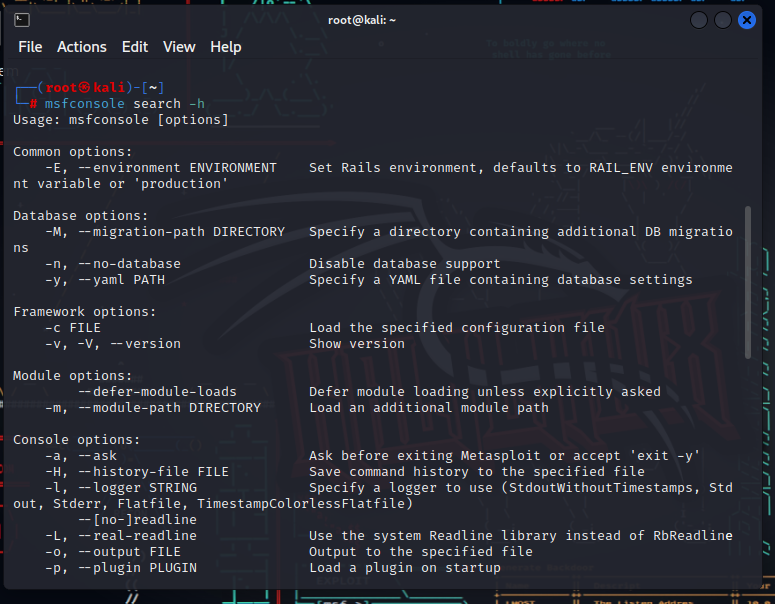 root@kali: ~
File Actions Edit View Help
┌──(root㉿kali)-[~]
└─# msfconsole search -h
Usage: msfconsole [options]
Common options:
-E, --environment ENVIRONMENT Set Rails environment, defaults to RAIL_ENV environme
nt variable or 'production'
Database options:
-M, --migration-path DIRECTORY Specify a directory containing additional DB migratio
ns
-n, --no-database Disable database support
-y, --yaml PATH Specify a YAML file containing database settings
Framework options:
-c FILE Load the specified configuration file
-v, -V, --version Show version
Module options:
--defer-module-loads Defer module loading unless explicitly asked
-m, --module-path DIRECTORY Load an additional module path
Console options:
-a, --ask Ask before exiting Metasploit or accept 'exit -y'
-H, --history-file FILE Save command history to the specified file
-l, --logger STRING Specify a logger to use (StdoutWithoutTimestamps, Std
out, Stderr, Flatfile, TimestampColorlessFlatfile)
--[no-]readline
-L, --real-readline Use the system Readline library instead of RbReadline
-o, --output FILE Output to the specified file
-p, --plugin PLUGIN Load a plugin on startup